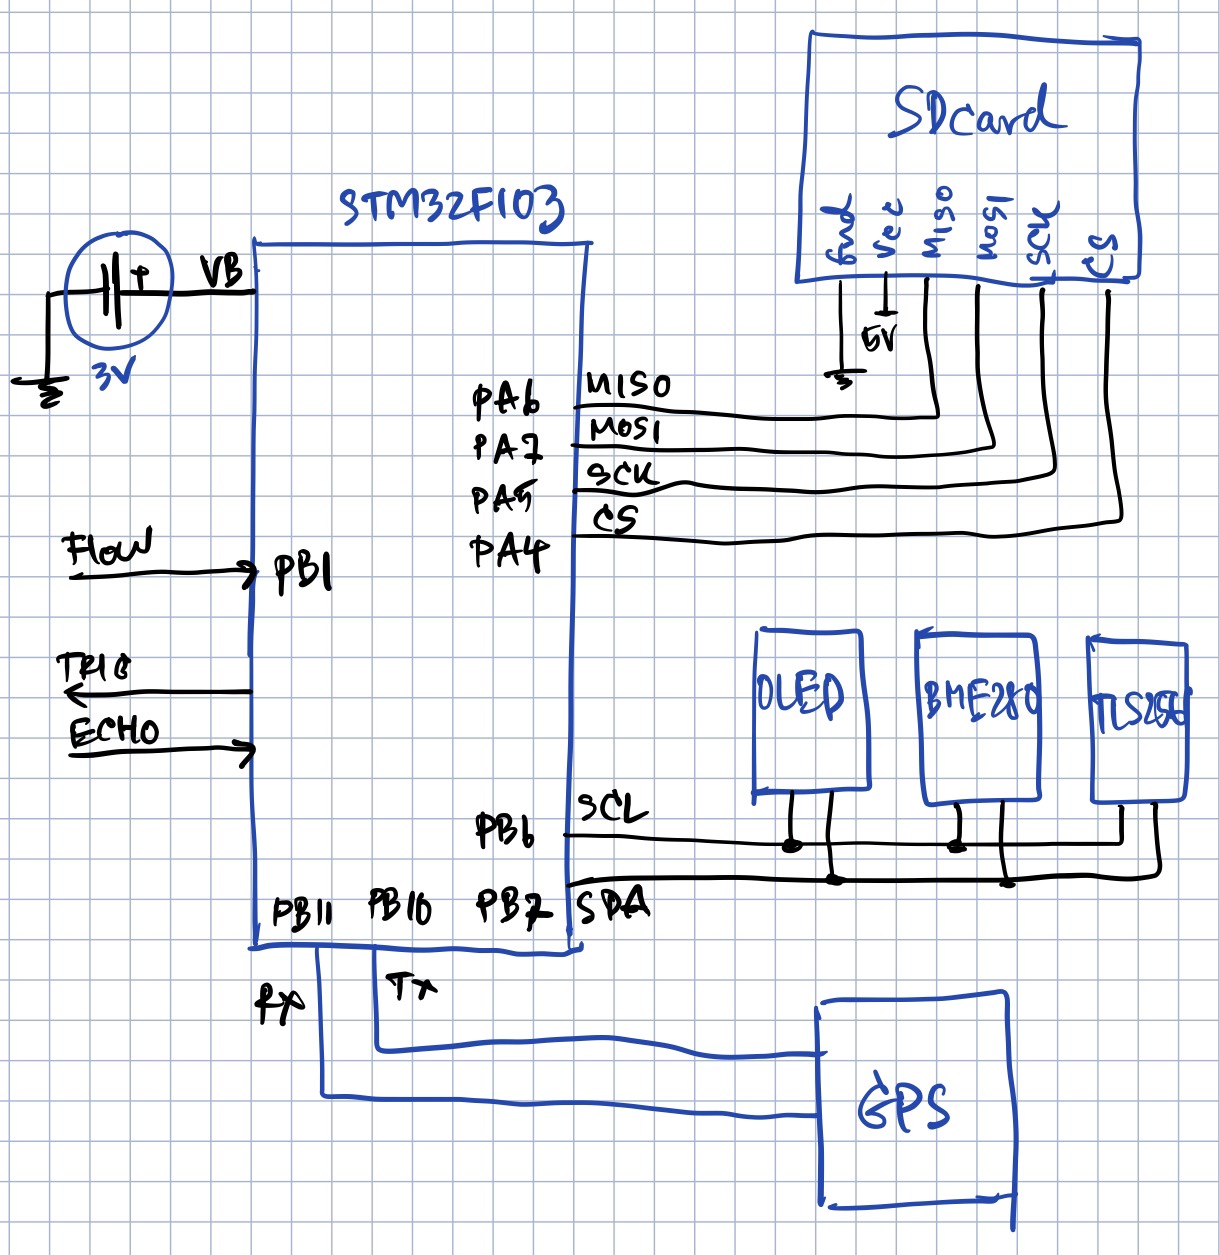 SDcard
Gnd
Vcc
MISO
MOSI
SCK
CS
5V
STM32F103
+
VB
3V
PA6
MISO
PA7
MOSI
PA5
SCK
PA4
CS
Flow
PB1
TRIG
ECHO
OLED
BME280
TLS256
PB6
SCL
PB7
SDA
PB11
PB10
RX
Tx
GPS